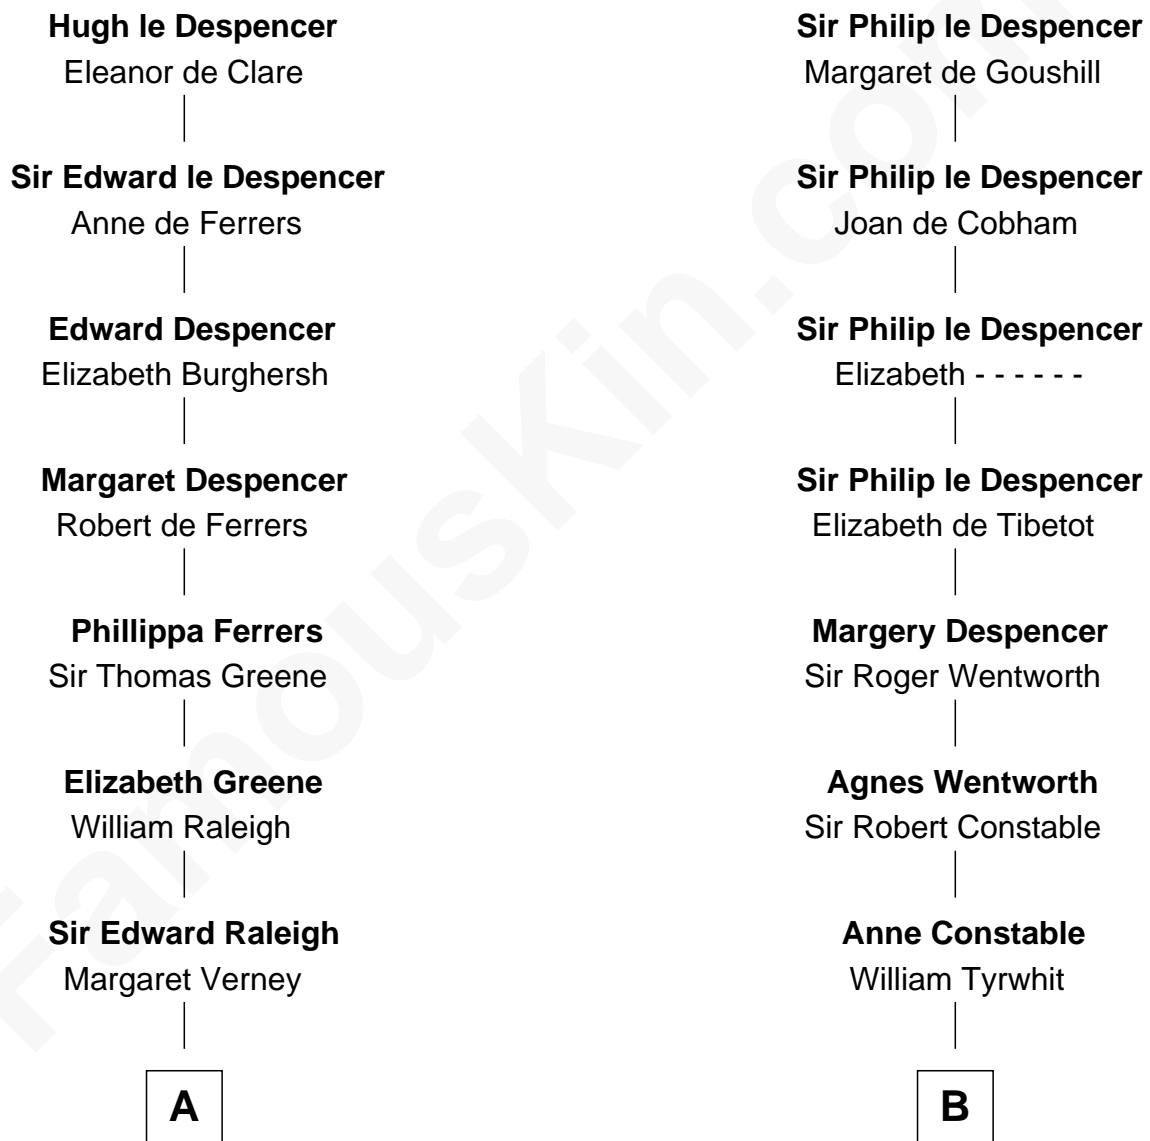 Hugh le Despencer
Eleanor de Clare
Sir Edward le Despencer
Anne de Ferrers
Edward Despencer
Elizabeth Burghersh
Margaret Despencer
Robert de Ferrers
Phillippa Ferrers
Sir Thomas Greene
Elizabeth Greene
William Raleigh
Sir Edward Raleigh
Margaret Verney
A
Sir Philip le Despencer
Margaret de Goushill
Sir Philip le Despencer
Joan de Cobham
Sir Philip le Despencer
Elizabeth - - - - - -
Sir Philip le Despencer
Elizabeth de Tibetot
Margery Despencer
Sir Roger Wentworth
Agnes Wentworth
Sir Robert Constable
Anne Constable
William Tyrwhit
B
FamousKin.com